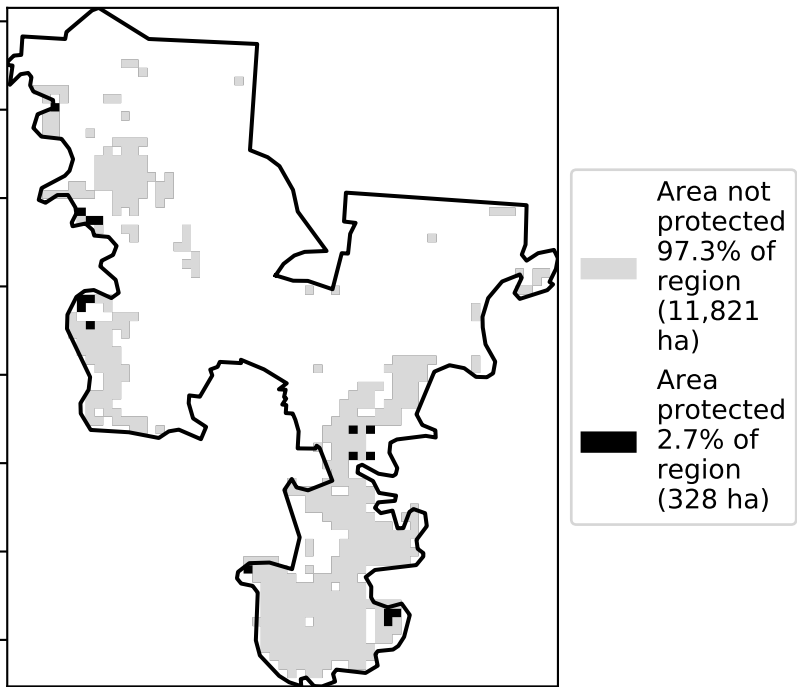 Area not
protected
97.3% of
region
(11,821
ha)
Area
protected
2.7% of
region
(328 ha)